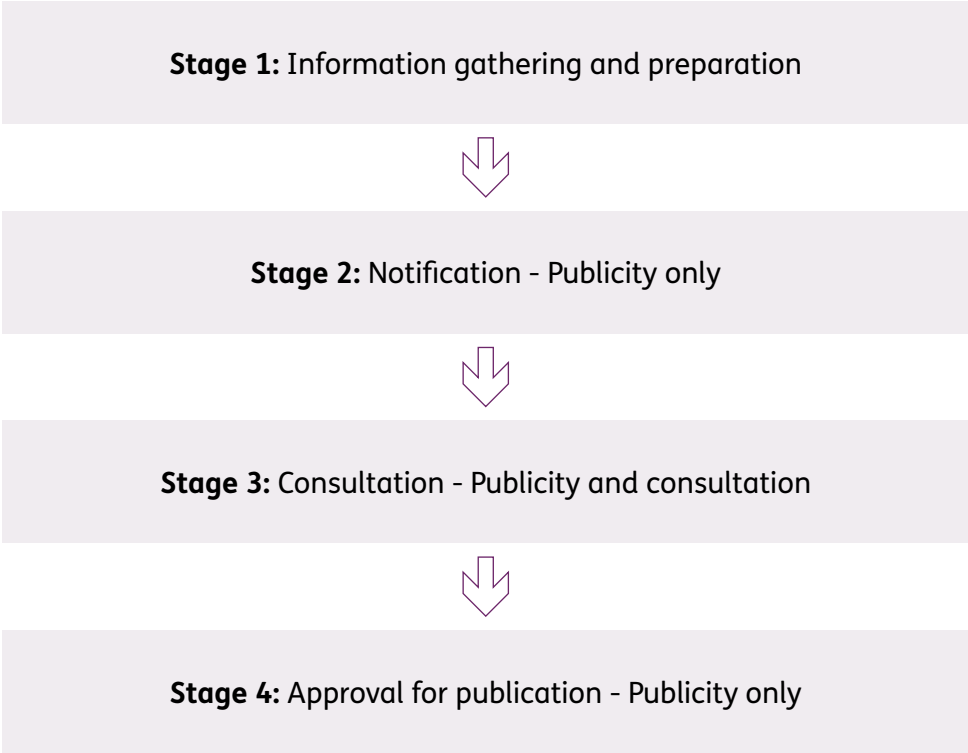 Stage 1: Information gathering and preparation
Stage 2: Notification - Publicity only
Stage 3: Consultation - Publicity and consultation
Stage 4: Approval for publication - Publicity only